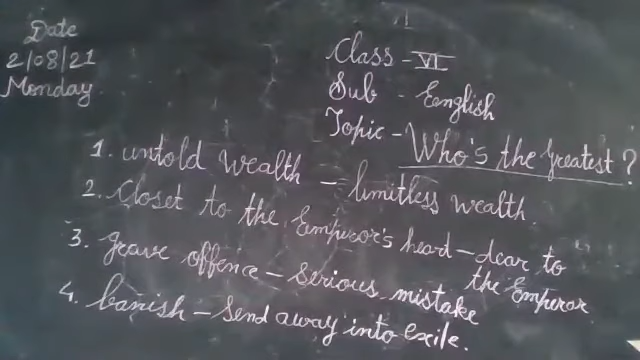 Date
2/08/21
Monday
Class - VI
Sub - English
Topic - Who's the Greatest ?
1. untold wealth - limitless wealth.
2. Closet to the Emperor's heard - dear to
the Emperor
3. grave offence - serious mistake
4. banish - send away into exile.